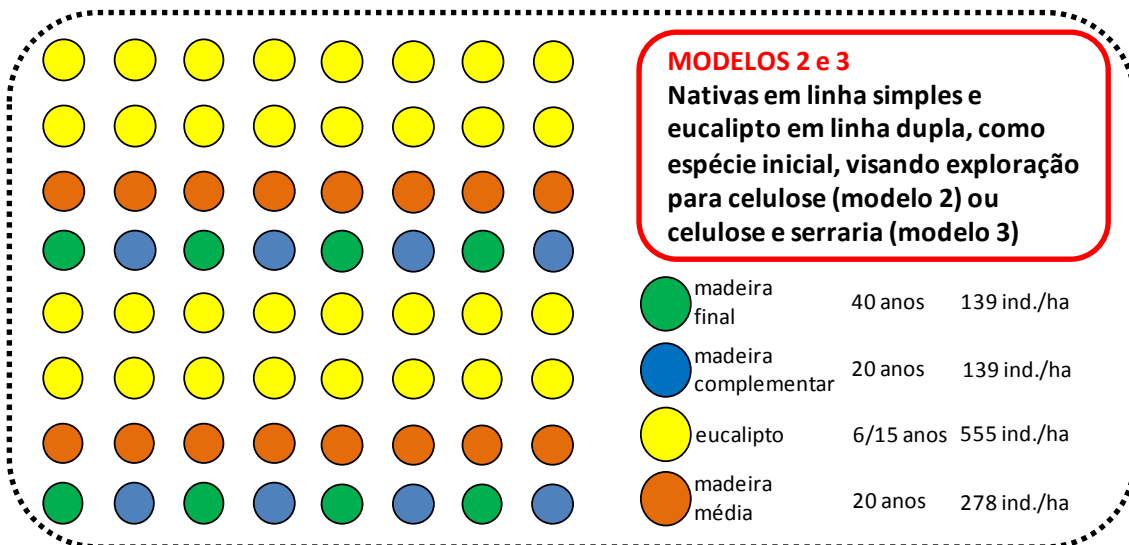 MODELOS 2 e 3
Nativas em linha simples e
eucalipto em linha dupla, como
espécie inicial, visando exploração
para celulose (modelo 2) ou
celulose e serraria (modelo 3)
madeira
final 40 anos 139 ind./ha
madeira
complementar 20 anos 139 ind./ha
eucalipto 6/15 anos 555 ind./ha
madeira
média 20 anos 278 ind./ha